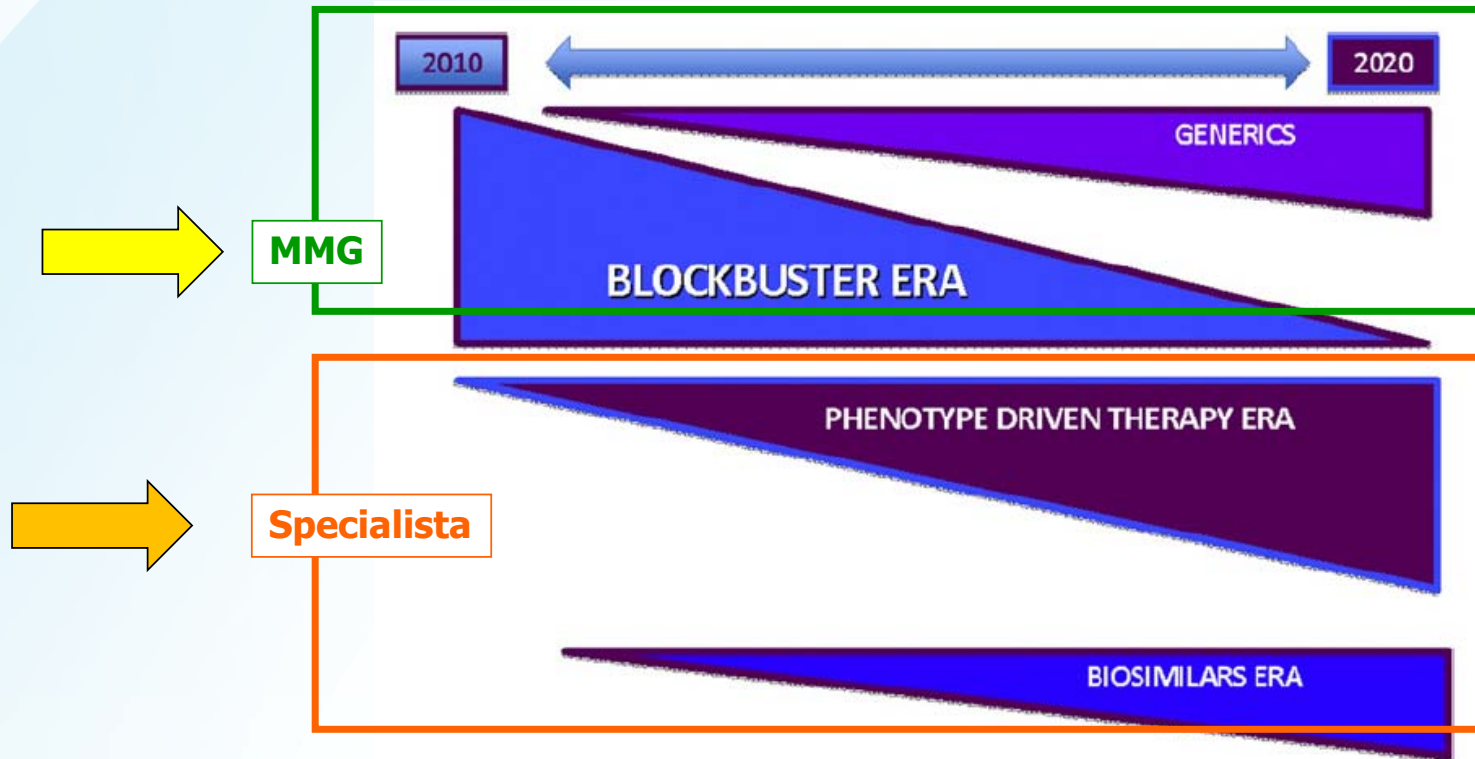 2010
2020
GENERICS
MMG
BLOCKBUSTER ERA
PHENOTYPE DRIVEN THERAPY ERA
Specialista
BIOSIMILARS ERA